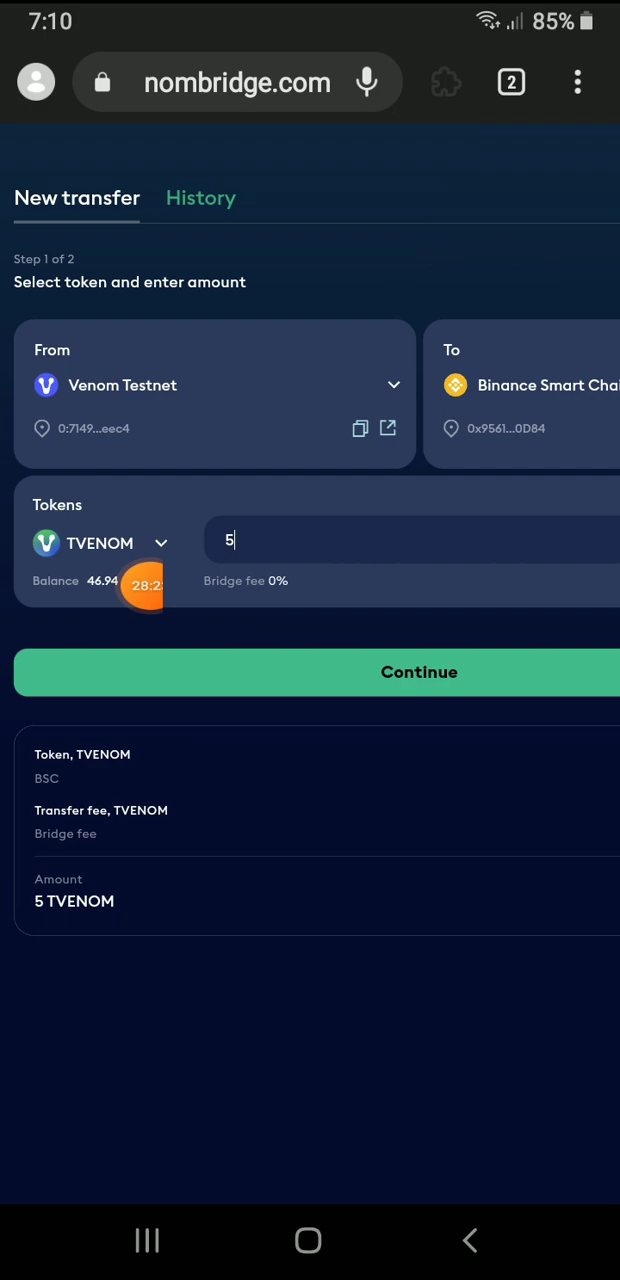 7:10 85%
nombridge.com 2
New transfer History
Step 1 of 2
Select token and enter amount
From
Venom Testnet
0:7149...eec4
To
Binance Smart Chai
0x9561...0D84
Tokens
TVENOM 5
Balance 46.94 28:2 Bridge fee 0%
Continue
Token, TVENOM
BSC
Transfer fee, TVENOM
Bridge fee
Amount
5 TVENOM